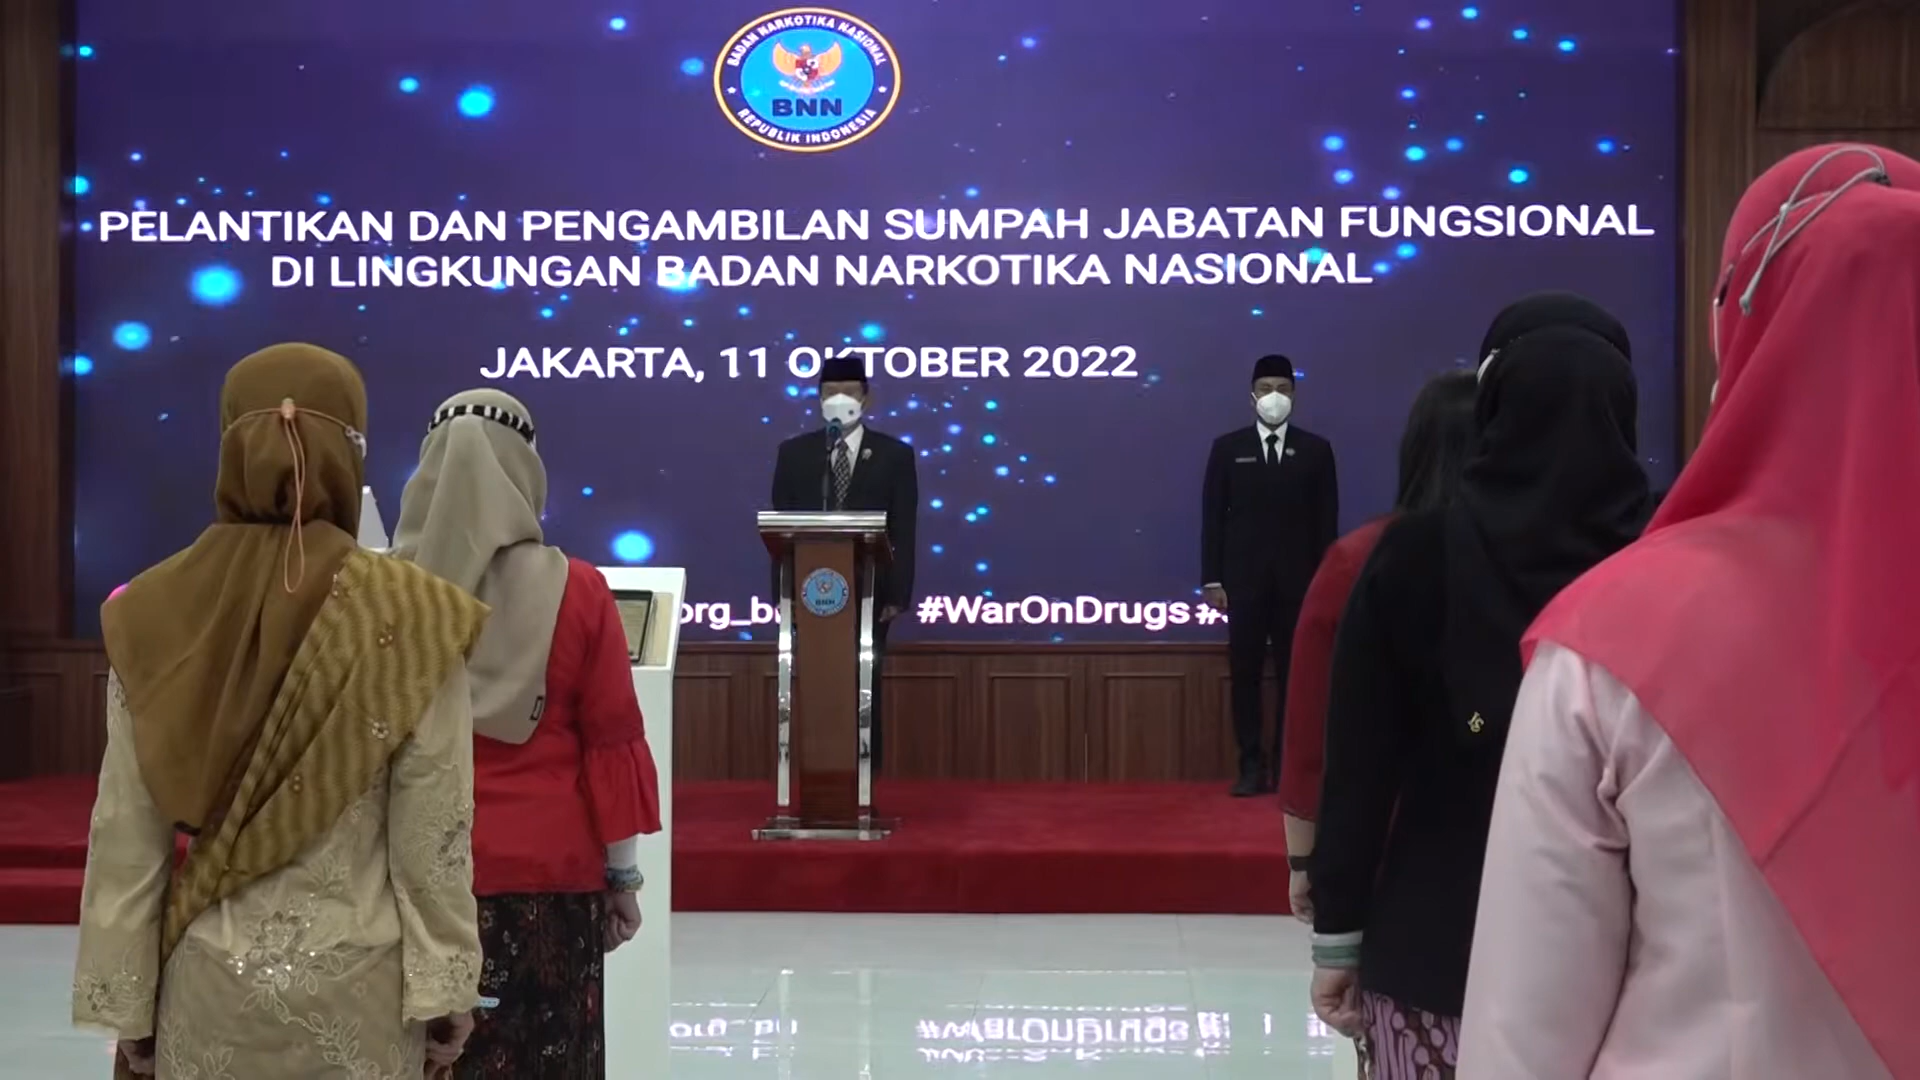 BADAN NARKOTIKA NASIONAL
BNN
REPUBLIK INDONESIA
PELANTIKAN DAN PENGAMBILAN SUMPAH JABATAN FUNGSIONAL
DI LINGKUNGAN BADAN NARKOTIKA NASIONAL
JAKARTA, 11 OKTOBER 2022
#WarOnDrugs
BNN